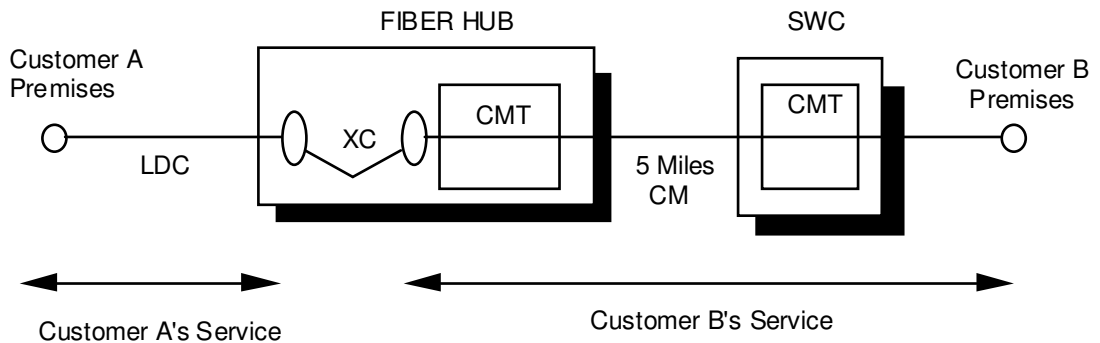 FIBER HUB
SWC
Customer A
Premises
Customer B
Premises
CMT
CMT
XC
LDC
5 Miles
CM
Customer A's Service
Customer B's Service